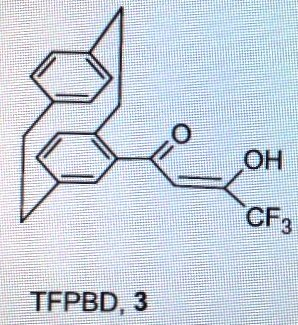 O
OH
CF₃
TFPBD, 3